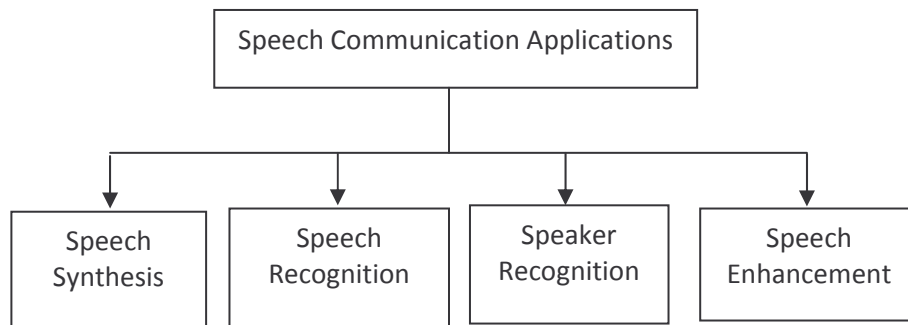 Speech Communication Applications
Speech
Synthesis
Speech
Recognition
Speaker
Recognition
Speech
Enhancement